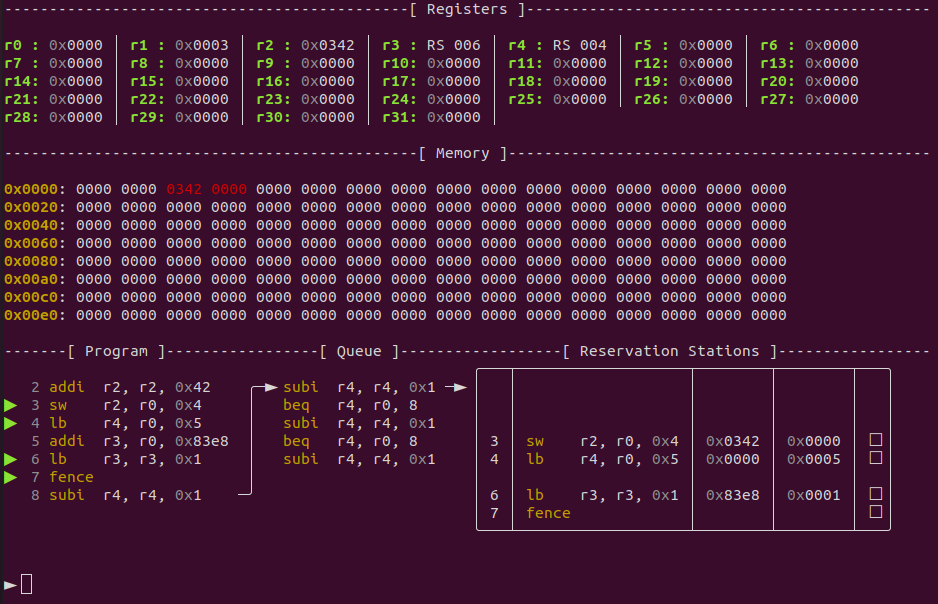 [ Registers ]
r0 : 0x0000 r1 : 0x0003 r2 : 0x0342 r3 : RS 006 r4 : RS 004 r5 : 0x0000 r6 : 0x0000
r7 : 0x0000 r8 : 0x0000 r9 : 0x0000 r10: 0x0000 r11: 0x0000 r12: 0x0000 r13: 0x0000
r14: 0x0000 r15: 0x0000 r16: 0x0000 r17: 0x0000 r18: 0x0000 r19: 0x0000 r20: 0x0000
r21: 0x0000 r22: 0x0000 r23: 0x0000 r24: 0x0000 r25: 0x0000 r26: 0x0000 r27: 0x0000
r28: 0x0000 r29: 0x0000 r30: 0x0000 r31: 0x0000
[ Memory ]
0x0000: 0000 0000 0342 0000 0000 0000 0000 0000 0000 0000 0000 0000 0000 0000 0000 0000
0x0020: 0000 0000 0000 0000 0000 0000 0000 0000 0000 0000 0000 0000 0000 0000 0000 0000
0x0040: 0000 0000 0000 0000 0000 0000 0000 0000 0000 0000 0000 0000 0000 0000 0000 0000
0x0060: 0000 0000 0000 0000 0000 0000 0000 0000 0000 0000 0000 0000 0000 0000 0000 0000
0x0080: 0000 0000 0000 0000 0000 0000 0000 0000 0000 0000 0000 0000 0000 0000 0000 0000
0x00a0: 0000 0000 0000 0000 0000 0000 0000 0000 0000 0000 0000 0000 0000 0000 0000 0000
0x00c0: 0000 0000 0000 0000 0000 0000 0000 0000 0000 0000 0000 0000 0000 0000 0000 0000
0x00e0: 0000 0000 0000 0000 0000 0000 0000 0000 0000 0000 0000 0000 0000 0000 0000 0000
[ Program ] [ Queue ] [ Reservation Stations ]
2 addi r2, r2, 0x42 subi r4, r4, 0x1
3 sw r2, r0, 0x4 beq r4, r0, 8
4 lb r4, r0, 0x5 subi r4, r4, 0x1
5 addi r3, r0, 0x83e8 beq r4, r0, 8 3 sw r2, r0, 0x4 0x0342 0x0000
6 lb r3, r3, 0x1 subi r4, r4, 0x1 4 lb r4, r0, 0x5 0x0000 0x0005
7 fence
8 subi r4, r4, 0x1 6 lb r3, r3, 0x1 0x83e8 0x0001
7 fence